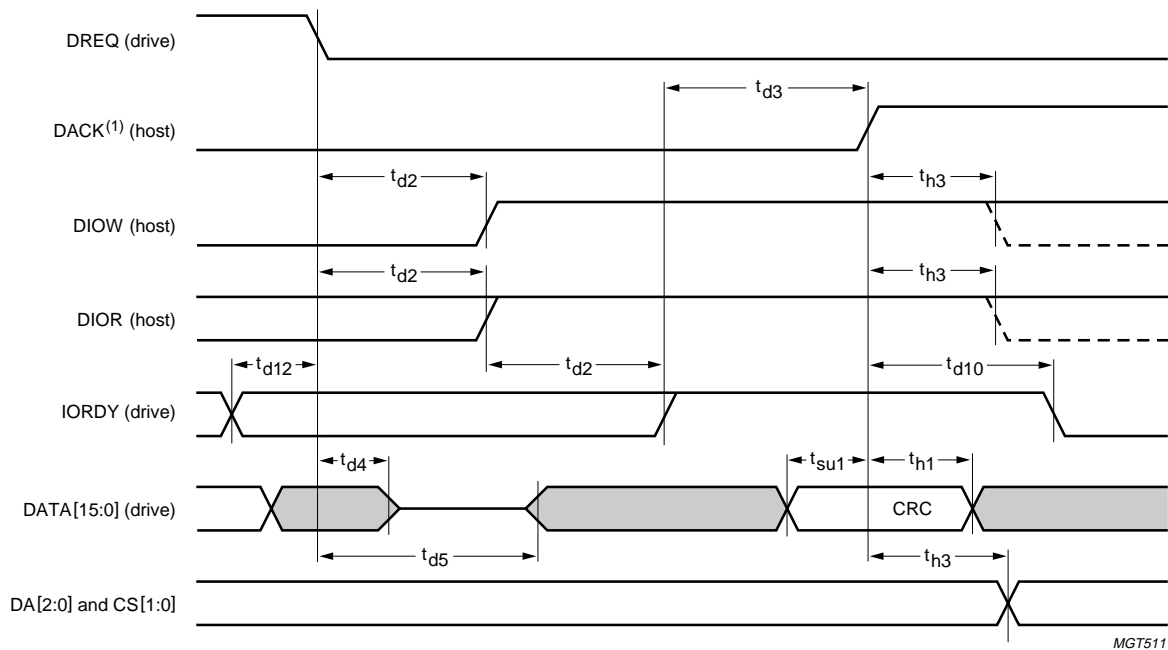 DREQ (drive)
td3
DACK(1) (host)
td2
th3
DIOW (host)
td2
th3
DIOR (host)
td12
td2
td10
IORDY (drive)
td4
tsu1
th1
DATA[15:0] (drive)
CRC
td5
th3
DA[2:0] and CS[1:0]
MGT511